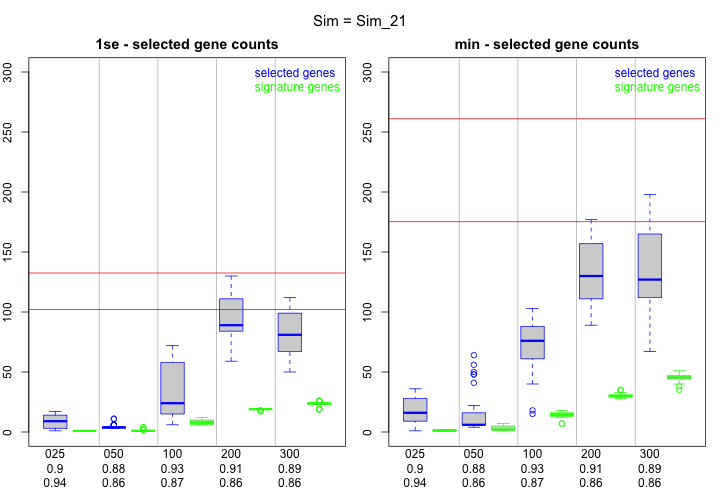 Sim = Sim_21
1se - selected gene counts
selected genes
signature genes
300
250
200
150
100
50
0
025 050 100 200 300
0.9 0.88 0.93 0.91 0.89
0.94 0.86 0.87 0.86 0.86
min - selected gene counts
selected genes
signature genes
300
250
200
150
100
50
0
025 050 100 200 300
0.9 0.88 0.93 0.91 0.89
0.94 0.86 0.87 0.86 0.86